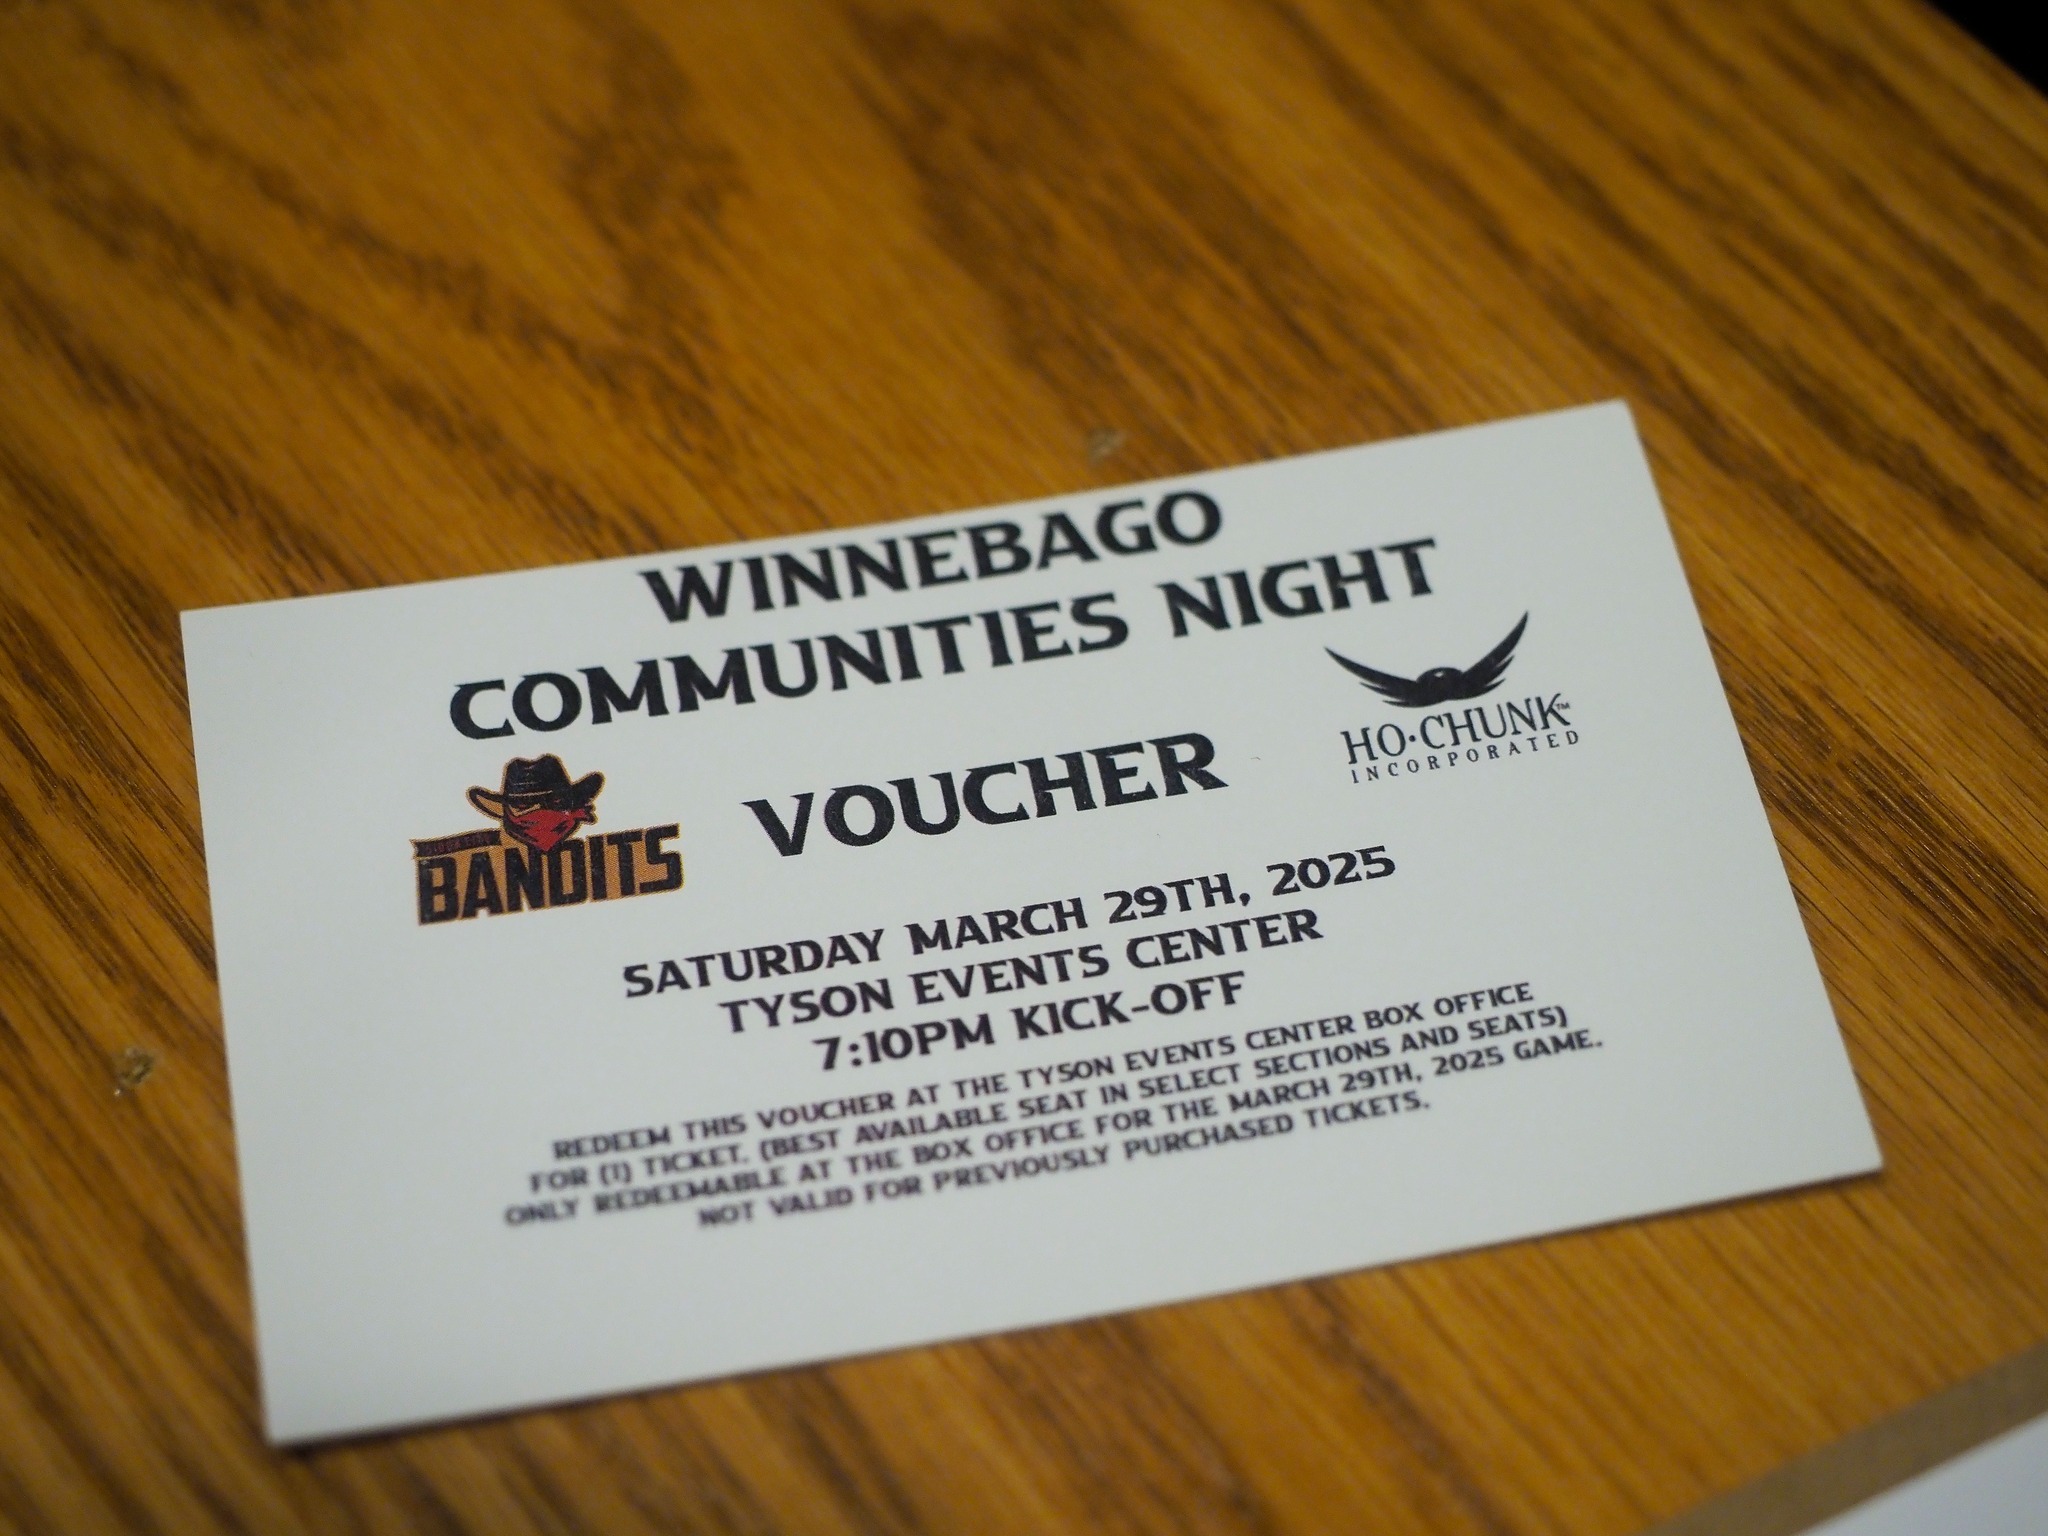 WINNEBAGO
COMMUNITIES NIGHT
VOUCHER
SIOUX CITY
BANDITS
HO·CHUNK™
INCORPORATED
SATURDAY MARCH 29TH, 2025
TYSON EVENTS CENTER
7:10PM KICK-OFF
REDEEM THIS VOUCHER AT THE TYSON EVENTS CENTER BOX OFFICE
FOR (1) TICKET. (BEST AVAILABLE SEAT IN SELECT SECTIONS AND SEATS)
ONLY REDEEMABLE AT THE BOX OFFICE FOR THE MARCH 29TH, 2025 GAME.
NOT VALID FOR PREVIOUSLY PURCHASED TICKETS.